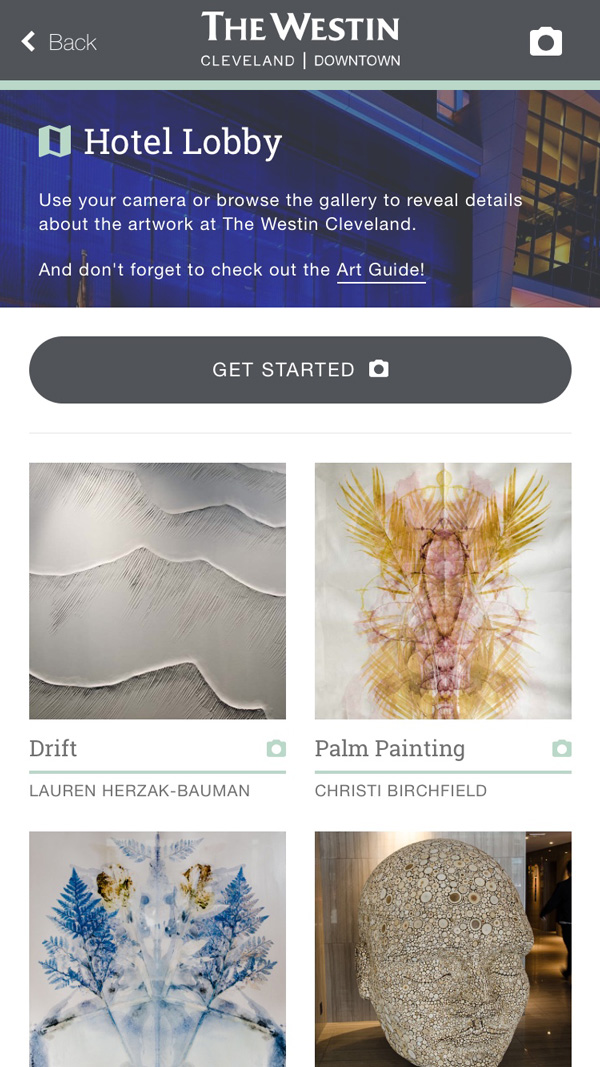 Back
THE WESTIN
CLEVELAND | DOWNTOWN
Hotel Lobby
Use your camera or browse the gallery to reveal details
about the artwork at The Westin Cleveland.
And don't forget to check out the Art Guide!
GET STARTED
Drift
Palm Painting
LAUREN HERZAK-BAUMAN
CHRISTI BIRCHFIELD